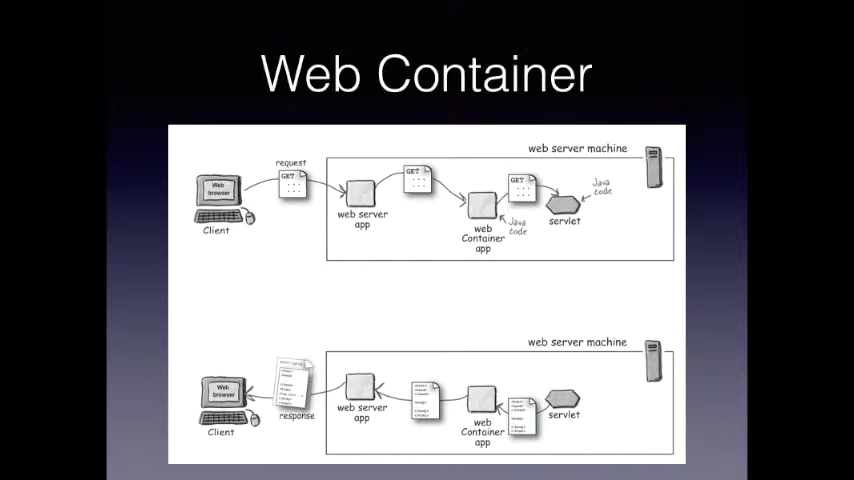 Web Container
web server machine
request
GET
GET
GET
Web
browser
Java
code
web server
app
servlet
Client
web
Container
app
Java
code
web server machine
Web
browser
web server
app
response
servlet
web
Container
app
Client